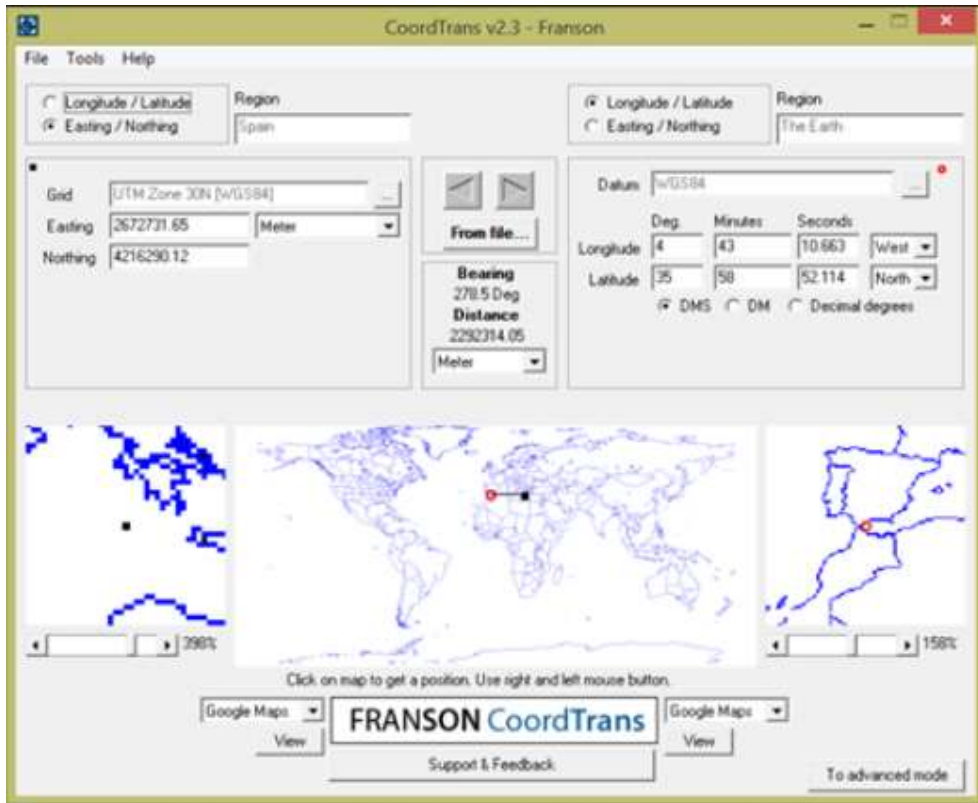 CoordTrans v2.3 - Franson
File Tools Help
Longitude / Latitude
Easting / Northing
Region
Spain
Longitude / Latitude
Easting / Northing
Region
The Earth
Grid UTM Zone 30N [WGS84] ...
Easting 2672731.65 Meter
Northing 4216290.12
From file...
Bearing
278.5 Deg
Distance
2292314.05
Meter
Datum WGS84 ...
Deg. Minutes Seconds
Longitude 4 43 10.663 West
Latitude 35 58 52.114 North
DMS DM Decimal degrees
398%
158%
Click on map to get a position. Use right and left mouse button.
Google Maps
View
FRANSON CoordTrans
Support & Feedback
Google Maps
View
To advanced mode